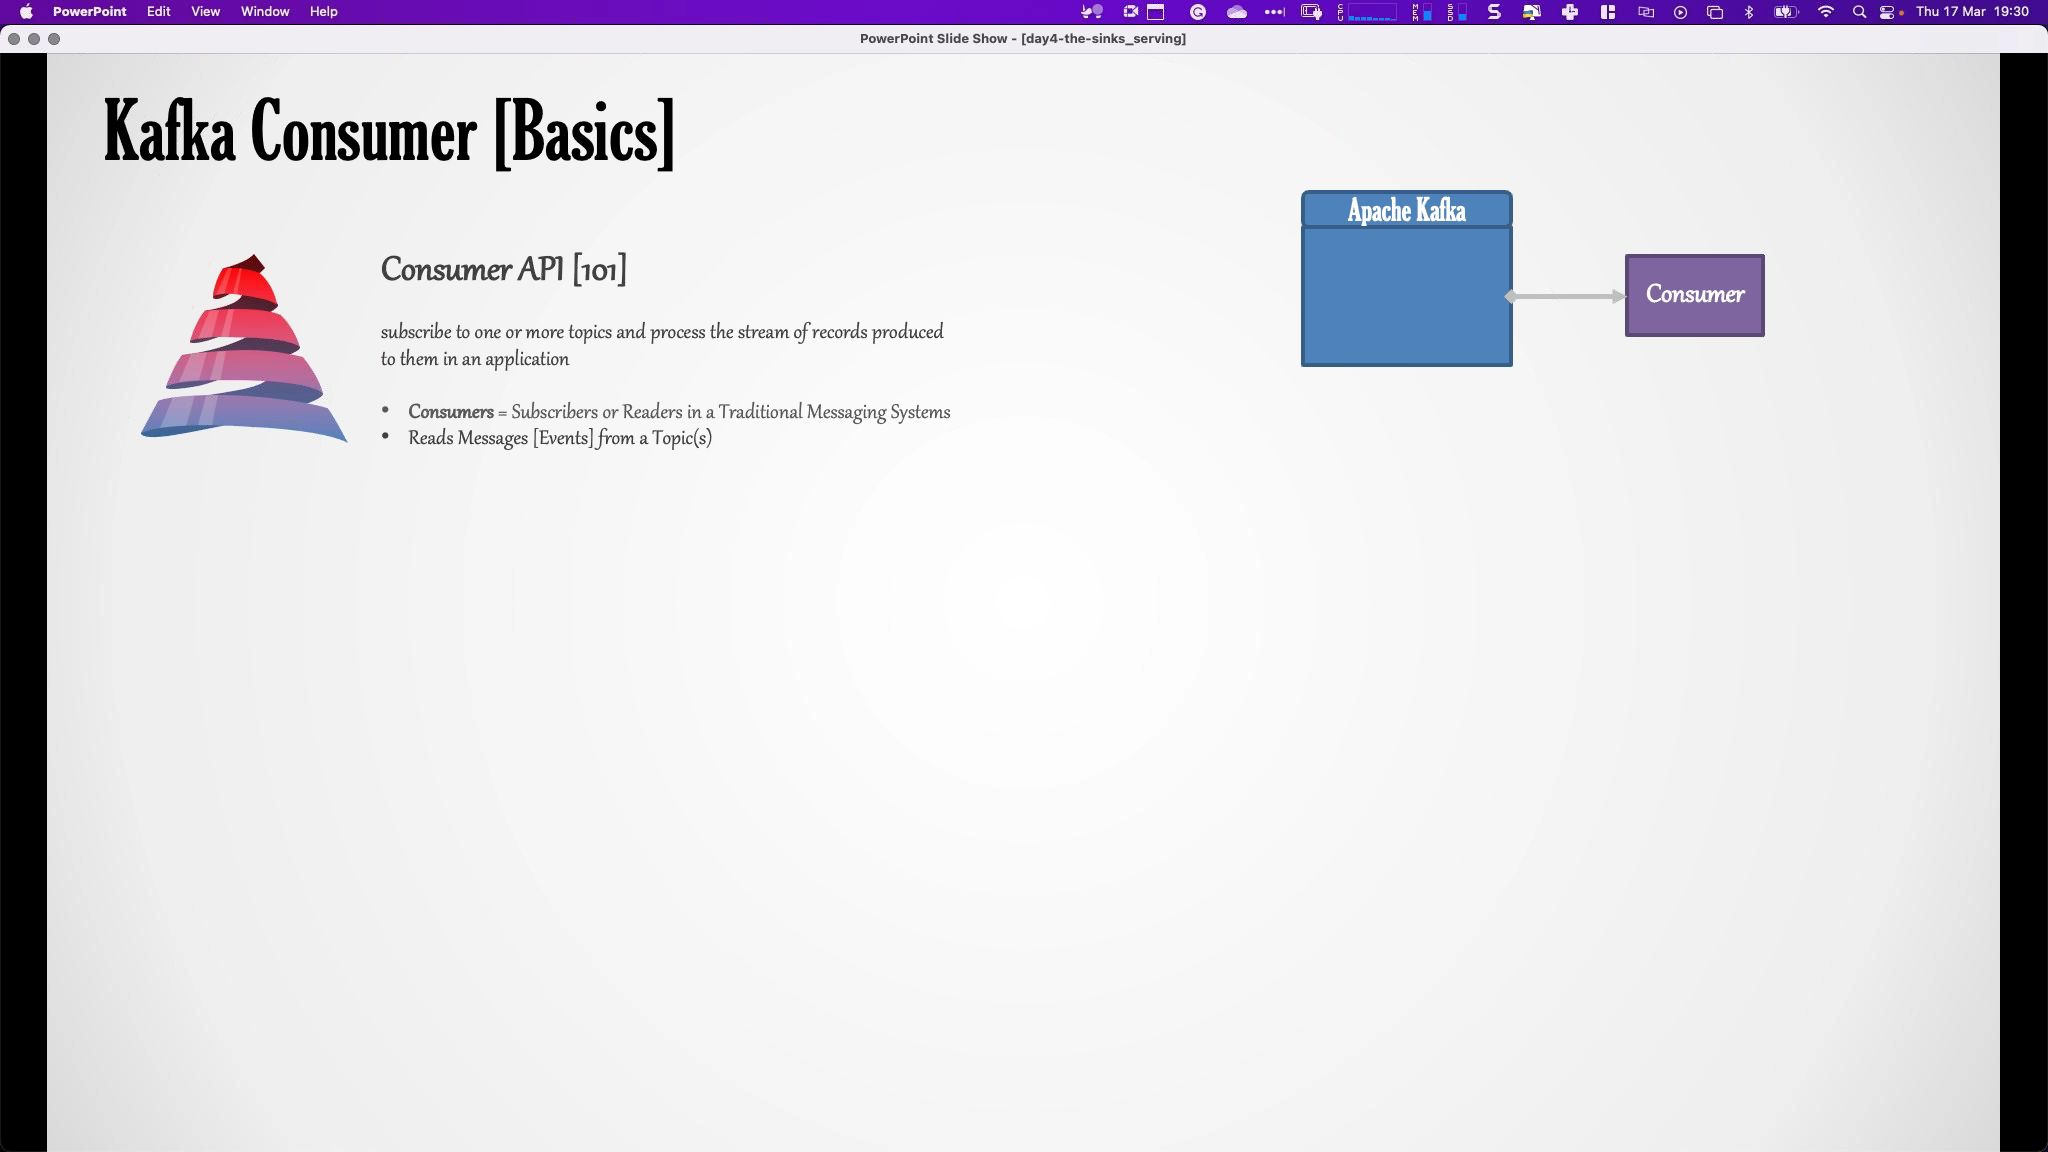 PowerPoint Edit View Window Help
Thu 17 Mar 19:30
PowerPoint Slide Show - [day4-the-sinks_serving]
Kafka Consumer [Basics]
Apache Kafka
Consumer
Consumer API [101]
subscribe to one or more topics and process the stream of records produced
to them in an application
• Consumers = Subscribers or Readers in a Traditional Messaging Systems
• Reads Messages [Events] from a Topic(s)